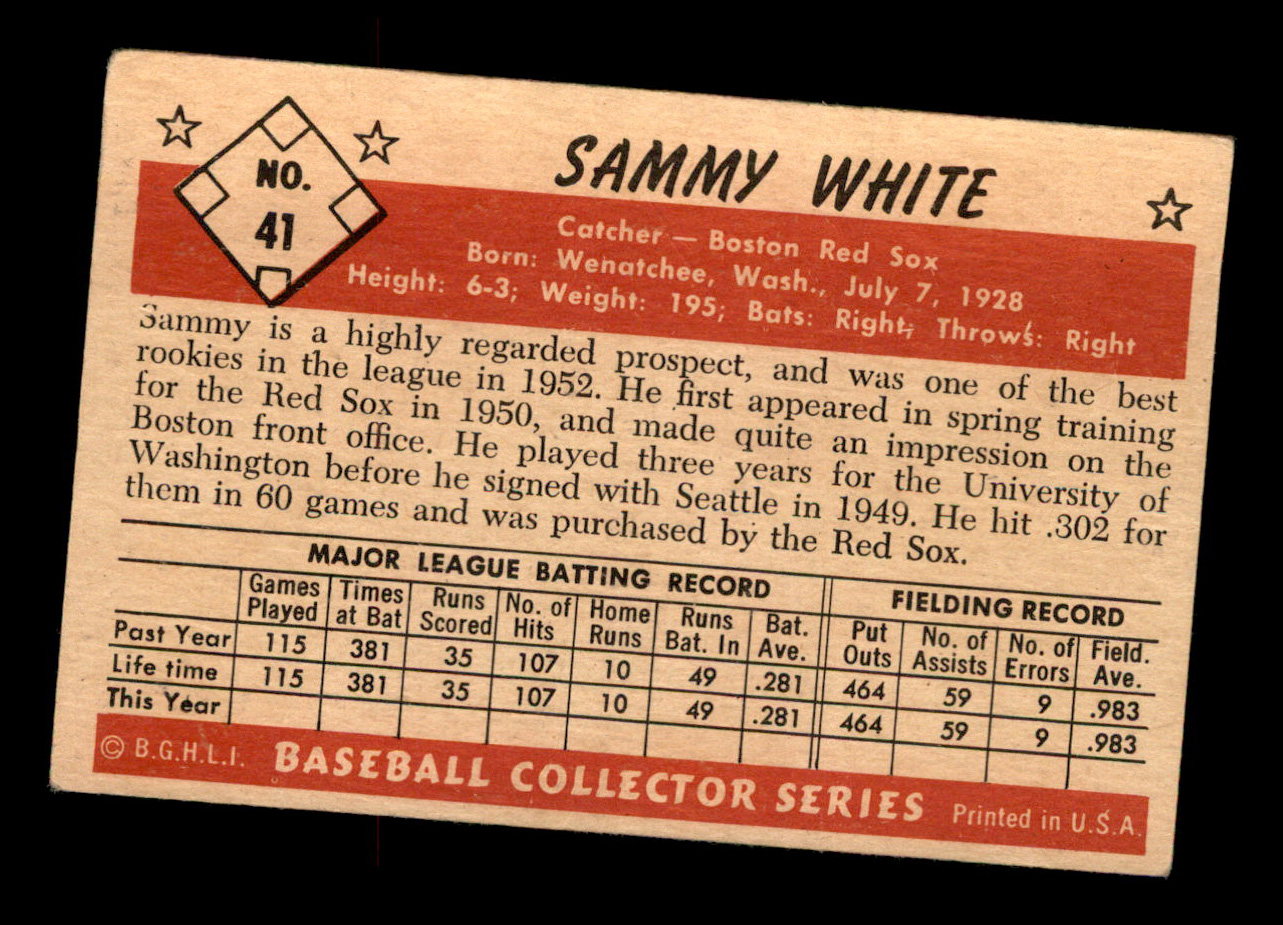 NO.
41
SAMMY WHITE
Catcher — Boston Red Sox
Born: Wenatchee, Wash., July 7, 1928
Height: 6-3; Weight: 195; Bats: Right; Throws: Right
Sammy is a highly regarded prospect, and was one of the best
rookies in the league in 1952. He first appeared in spring training
for the Red Sox in 1950, and made quite an impression on the
Boston front office. He played three years for the University of
Washington before he signed with Seattle in 1949. He hit .302 for
them in 60 games and was purchased by the Red Sox.
MAJOR LEAGUE BATTING RECORD FIELDING RECORD
Games Times Runs No. of Home Runs Bat. Put No. of No. of Field.
Played at Bat Scored Hits Runs Bat. In Ave. Outs Assists Errors Ave.
Past Year 115 381 35 107 10 49 .281 464 59 9 .983
Life time 115 381 35 107 10 49 .281 464 59 9 .983
This Year
© B.G.H.L.I. BASEBALL COLLECTOR SERIES Printed in U.S.A.